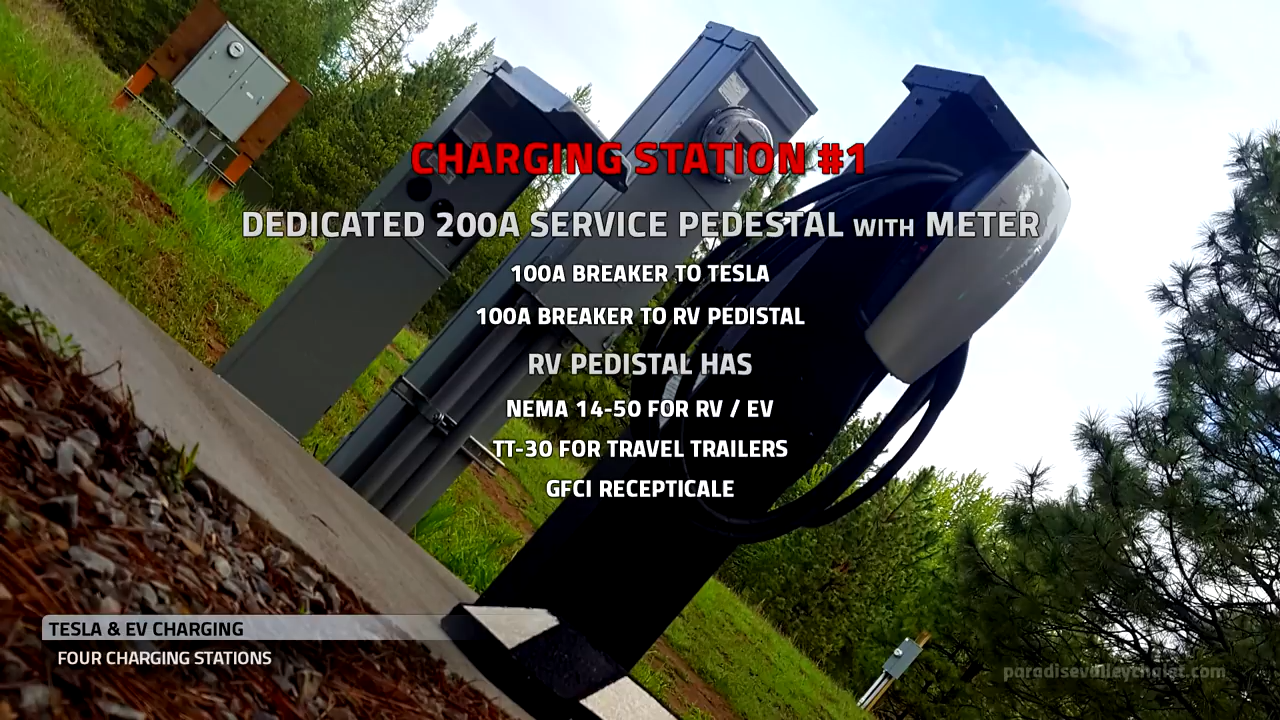 CHARGING STATION #1
DEDICATED 200A SERVICE PEDESTAL WITH METER
100A BREAKER TO TESLA
100A BREAKER TO RV PEDISTAL
RV PEDISTAL HAS
NEMA 14-50 FOR RV / EV
TT-30 FOR TRAVEL TRAILERS
GFCI RECEPTICALE
TESLA & EV CHARGING
FOUR CHARGING STATIONS
paradisevalleychalet.com